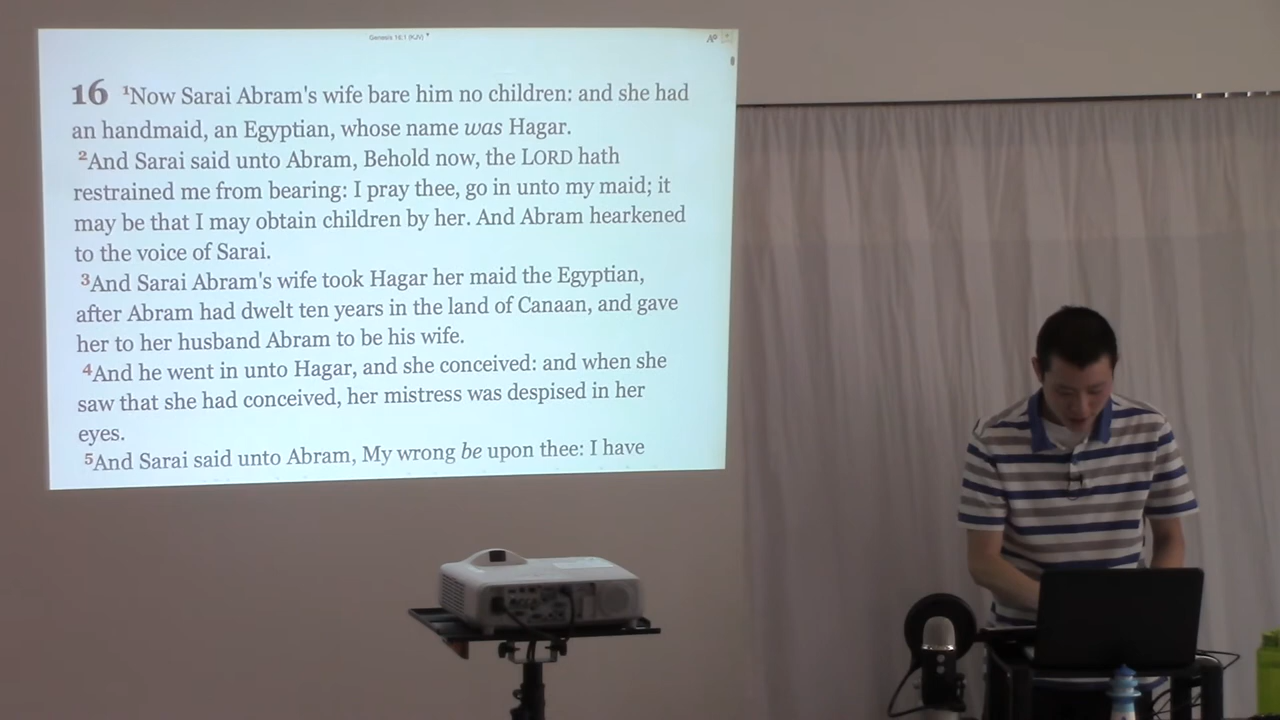 Genesis 16:1 (KJV)
16 1Now Sarai Abram's wife bare him no children: and she had
an handmaid, an Egyptian, whose name was Hagar.
2And Sarai said unto Abram, Behold now, the LORD hath
restrained me from bearing: I pray thee, go in unto my maid; it
may be that I may obtain children by her. And Abram hearkened
to the voice of Sarai.
3And Sarai Abram's wife took Hagar her maid the Egyptian,
after Abram had dwelt ten years in the land of Canaan, and gave
her to her husband Abram to be his wife.
4And he went in unto Hagar, and she conceived: and when she
saw that she had conceived, her mistress was despised in her
eyes.
5And Sarai said unto Abram, My wrong be upon thee: I have